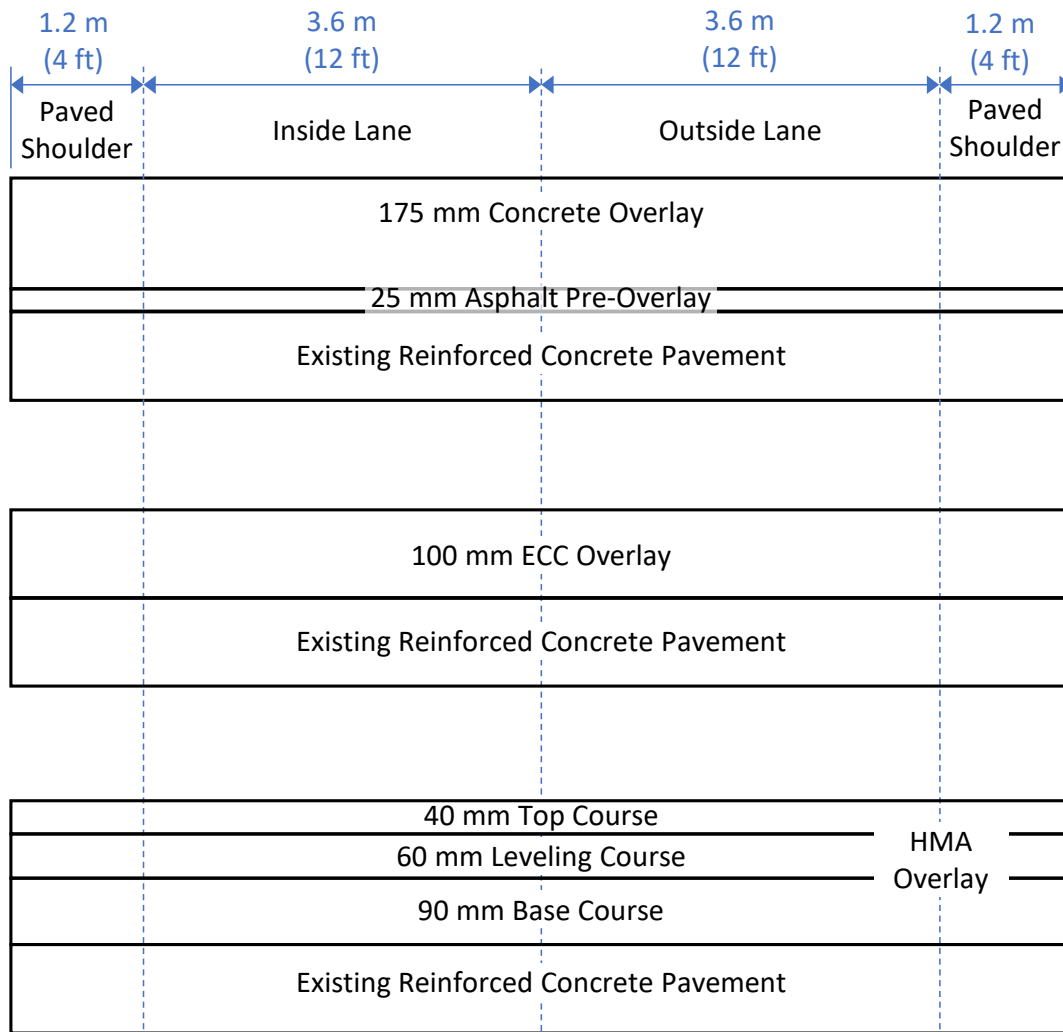 1.2 m
(4 ft)
3.6 m
(12 ft)
3.6 m
(12 ft)
1.2 m
(4 ft)
Paved
Shoulder
Inside Lane
Outside Lane
Paved
Shoulder
175 mm Concrete Overlay
25 mm Asphalt Pre-Overlay
Existing Reinforced Concrete Pavement
100 mm ECC Overlay
Existing Reinforced Concrete Pavement
40 mm Top Course
60 mm Leveling Course
HMA
Overlay
90 mm Base Course
Existing Reinforced Concrete Pavement